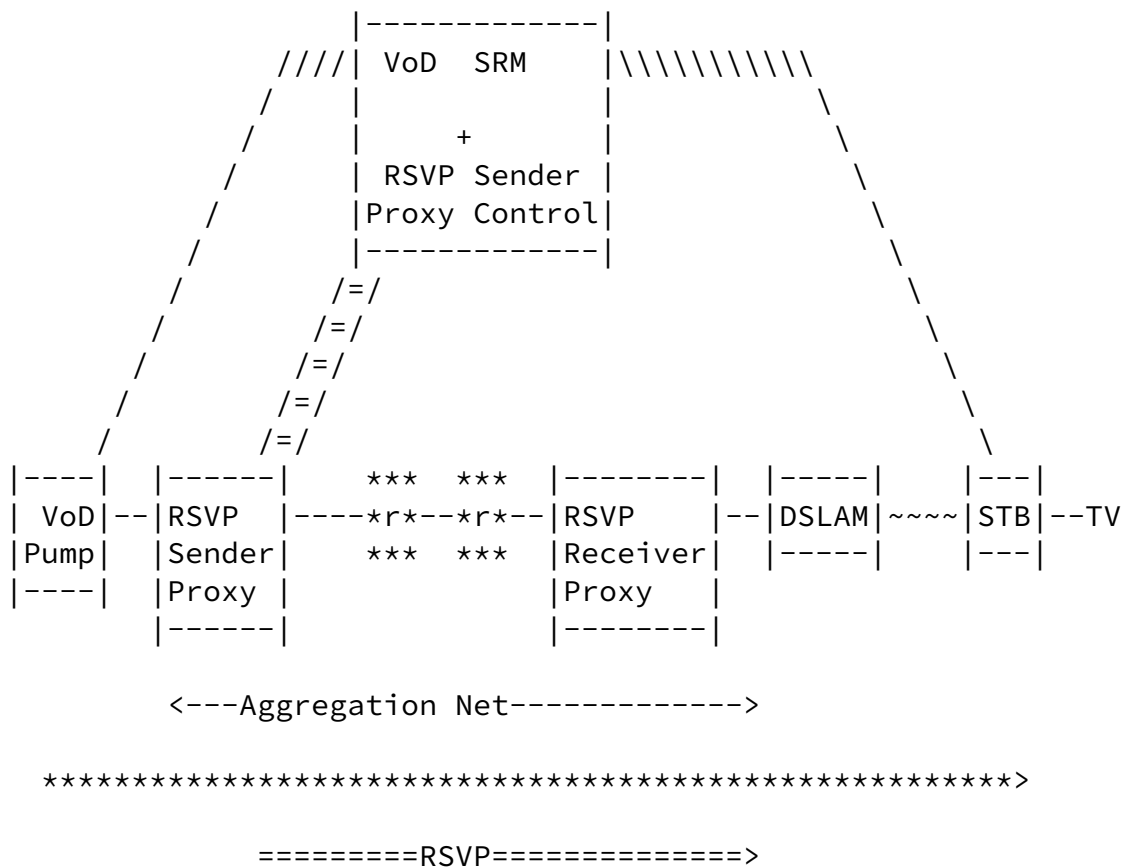 |-------------|
////| VoD  SRM    |\\\\\\\\\\\
/    |             |           \
/     |     +       |            \
/      | RSVP Sender |             \
/       |Proxy Control|              \
/        |-------------|               \
/        /=/                             \
/        /=/                               \
/        /=/                                 \
/        /=/                                   \
/        /=/                                     \
|----|  |------|    ***  ***  |--------|  |-----|    |---|
| VoD|--|RSVP  |----*r*--*r*--|RSVP    |--|DSLAM|~~~~|STB|--TV
|Pump|  |Sender|    ***  ***  |Receiver|  |-----|    |---|
|----|  |Proxy |              |Proxy   |
|------|              |--------|
<---Aggregation Net------------->
******************************************************>
=========RSVP==============>